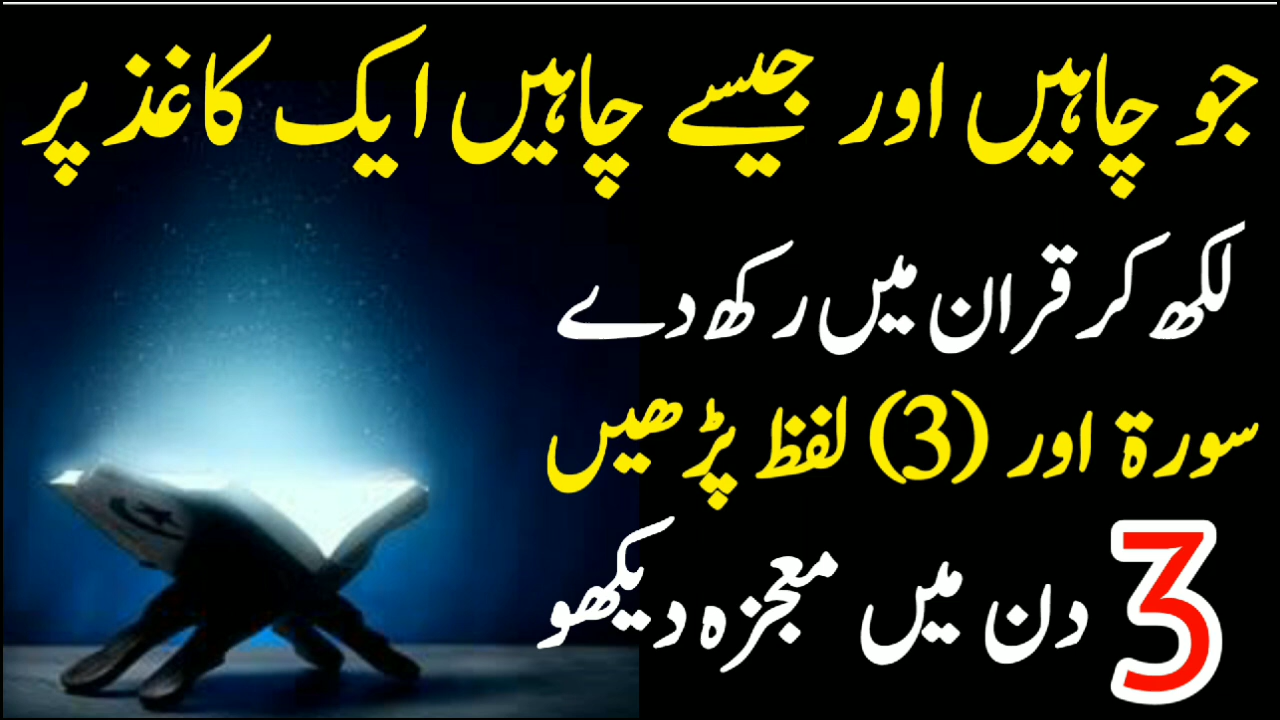 جو چاہیں اور جیسے چاہیں ایک کاغذ پر
لکھ کر قران میں رکھ دے
سورۃ اور (3) لفظ پڑھیں
3 دن میں معجزہ دیکھو